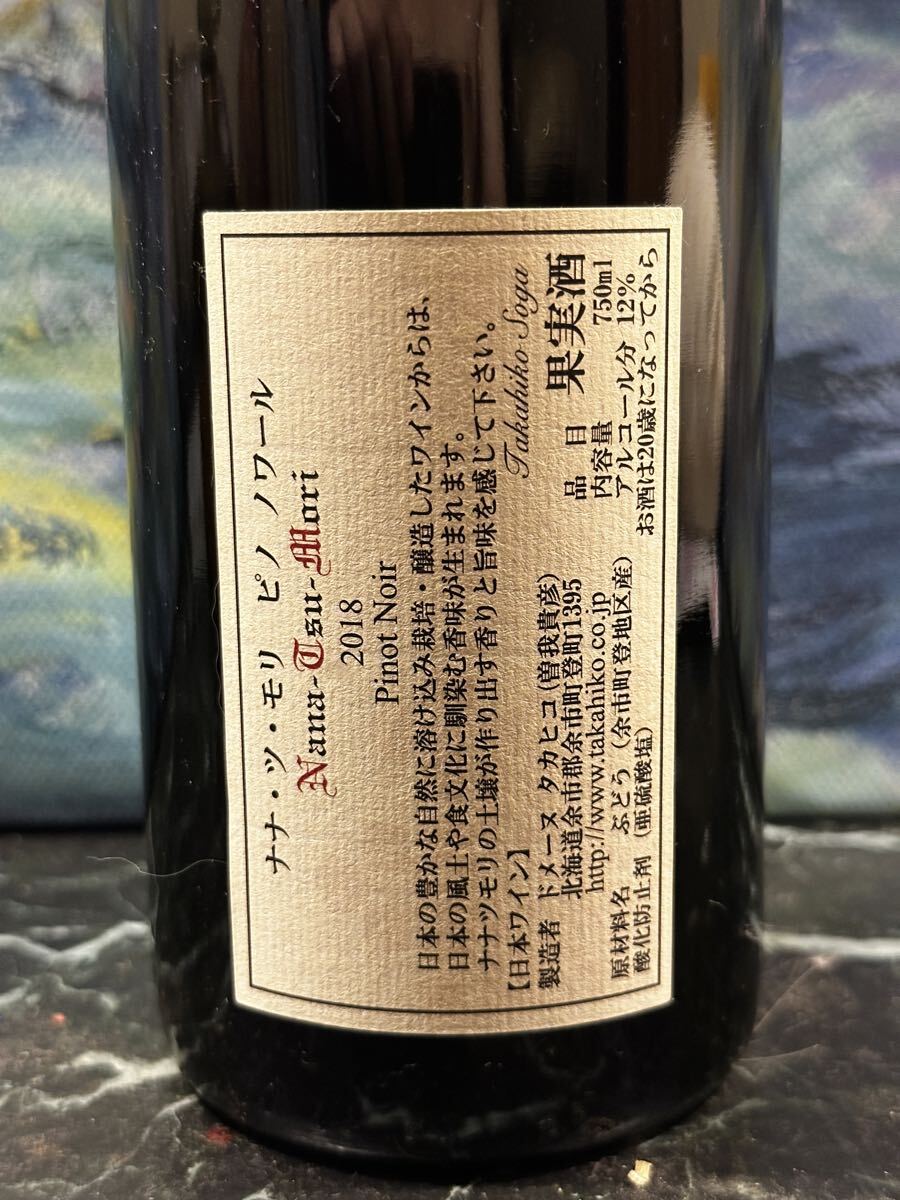 ナナ・ツ・モリ ピノ ノワール
Nana-Tsu-Mori
2018
Pinot Noir
日本の豊かな自然に溶け込み栽培・醸造したワインからは、
日本の風土や食文化に馴染む香味が生まれます。
ナナツモリの土壌が作り出す香りと旨味を感じて下さい。
Takahiko Soga
【日本ワイン】
製造者 ドメーヌ タカヒコ(曽我貴彦)
北海道余市郡余市町登町1395
http://www.takahiko.co.jp
原材料名 ぶどう (余市町登地区産)
酸化防止剤 (亜硫酸塩)
品目 果実酒
内容量 750ml
アルコール分 12%
お酒は20歳になってから